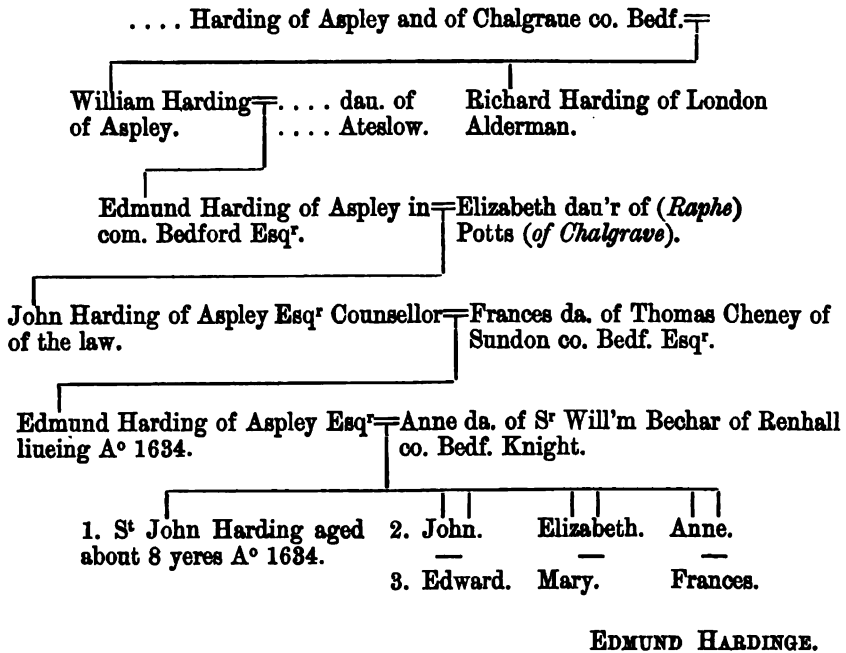 . . . . Harding of Aspley and of Chalgraue co. Bedf.=
William Harding=. . . . dau. of
of Aspley. . . . . Ateslow.
Richard Harding of London
Alderman.
Edmund Harding of Aspley in=Elizabeth dau'r of (Raphe)
com. Bedford Esqʳ. Potts (of Chalgrave).
John Harding of Aspley Esqʳ Counsellor=Frances da. of Thomas Cheney of
of the law. Sundon co. Bedf. Esqʳ.
Edmund Harding of Aspley Esqʳ=Anne da. of Sʳ Will'm Bechar of Renhall
liueing Aº 1634. co. Bedf. Knight.
1. Sᵗ John Harding aged
about 8 yeres Aº 1634.
2. John. Elizabeth. Anne.
3. Edward. Mary. Frances.
EDMUND HARDINGE.